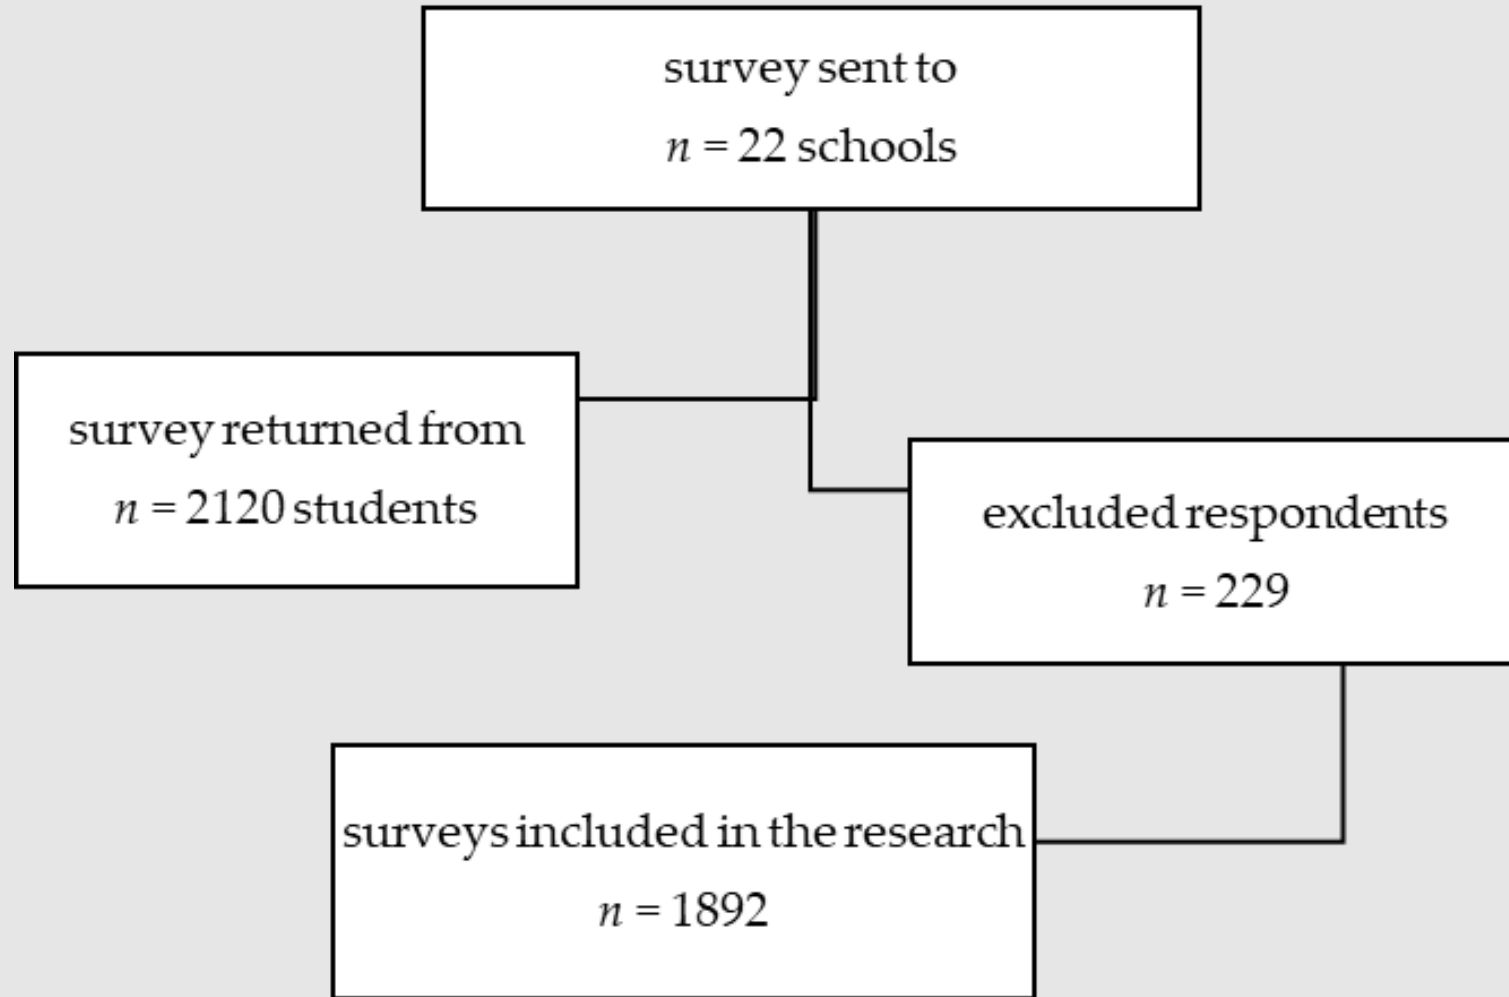 survey sent to
n = 22 schools
survey returned from
n = 2120 students
excluded respondents
n = 229
surveys included in the research
n = 1892